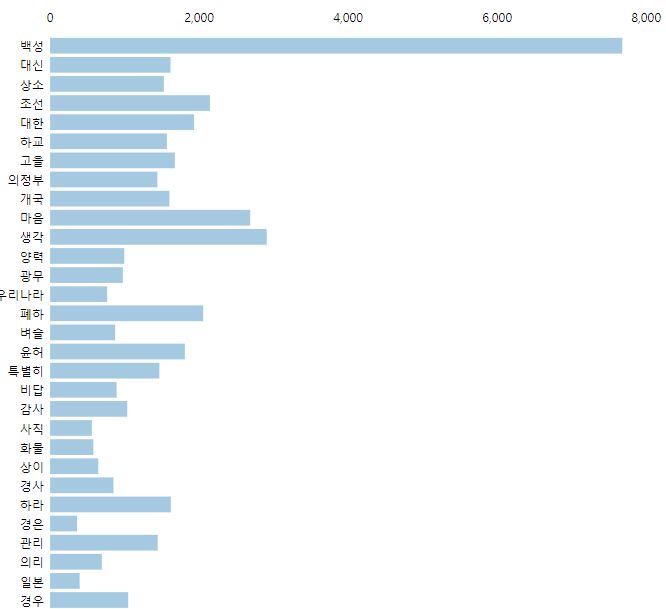 0 2,000 4,000 6,000 8,000
백성
대신
상소
조선
대한
하교
고을
의정부
개국
마음
생각
양력
광무
우리나라
폐하
벼슬
윤허
특별히
비답
감사
사직
화물
상이
경사
하라
경은
관리
의리
일본
경우